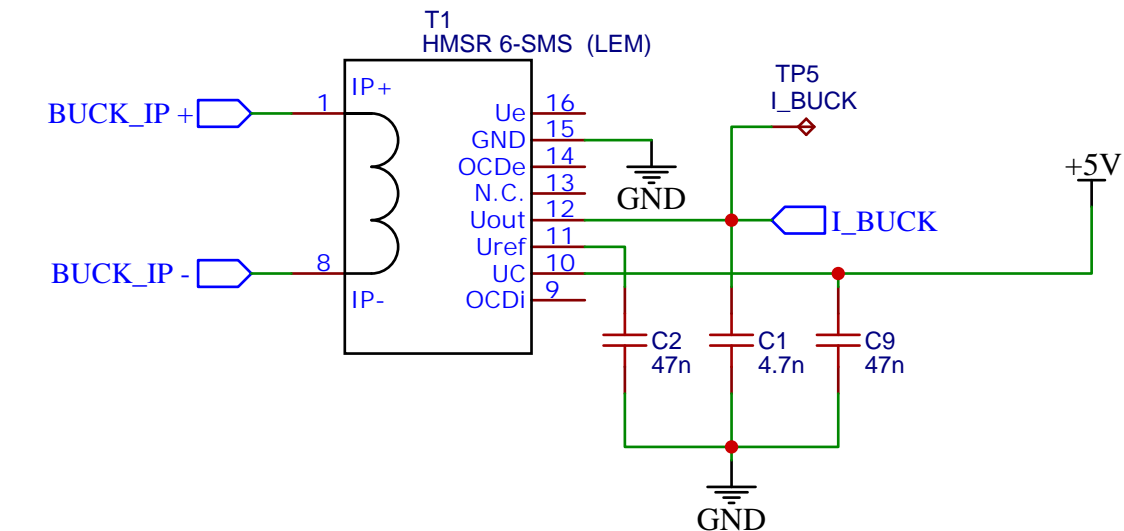 T1
HMSR 6-SMS (LEM)
TP5
I_BUCK
BUCK_IP +
1
IP+
Ue
16
GND
15
OCDe
14
N.C.
13
Uout
12
Uref
11
UC
10
OCDi
9
GND
+5V
I_BUCK
BUCK_IP -
8
IP-
C2
47n
C1
4.7n
C9
47n
GND